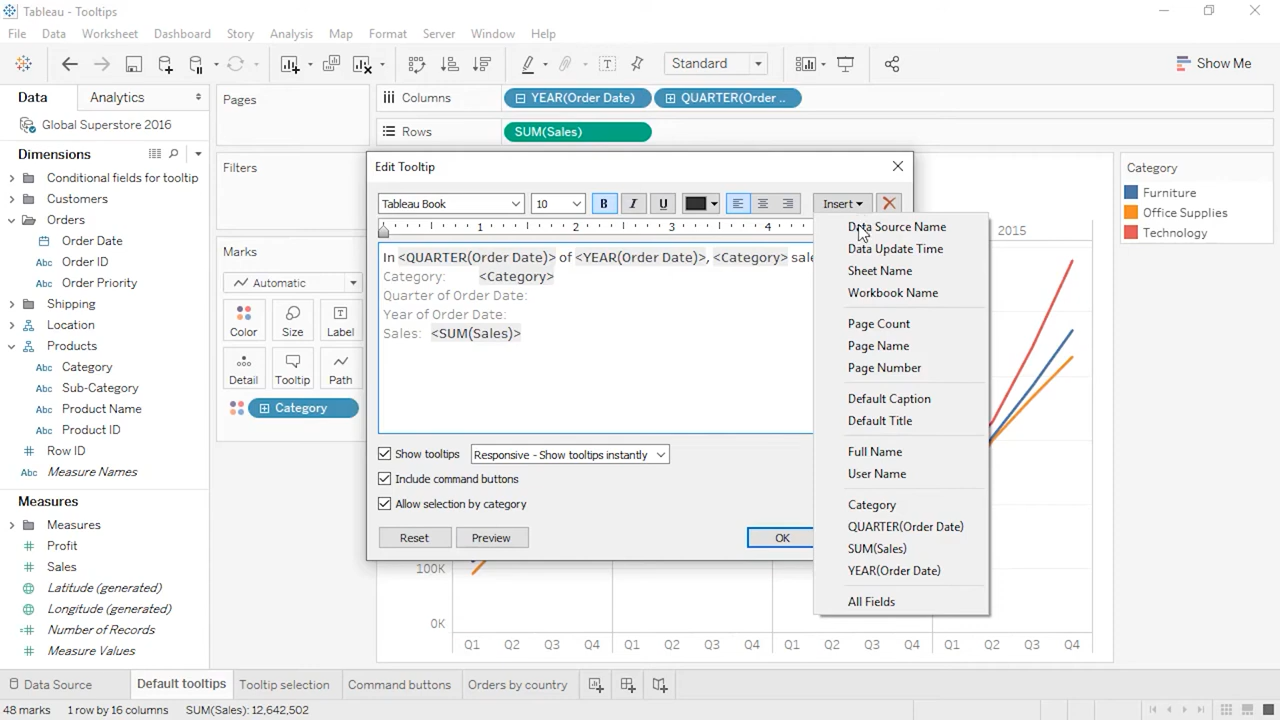 Tableau - Tooltips
File Data Worksheet Dashboard Story Analysis Map Format Server Window Help
Standard
Show Me
Data Analytics
Global Superstore 2016
Dimensions
Conditional fields for tooltip
Customers
Orders
Order Date
Order ID
Order Priority
Shipping
Location
Products
Abc Category
Abc Sub-Category
Abc Product Name
Abc Product ID
Row ID
Abc Measure Names
Measures
Measures
Profit
Sales
Latitude (generated)
Longitude (generated)
Number of Records
Measure Values
Pages
Filters
Marks
Automatic
Color Size Label
Detail Tooltip Path
Category
Columns YEAR(Order Date) QUARTER(Order ..
Rows SUM(Sales)
Edit Tooltip
Tableau Book 10 B I U Insert
1 2 3 4
In <QUARTER(Order Date)> of <YEAR(Order Date)>, <Category> sale
Category: <Category>
Quarter of Order Date:
Year of Order Date:
Sales: <SUM(Sales)>
Show tooltips Responsive - Show tooltips instantly
Include command buttons
Allow selection by category
Reset Preview OK
Data Source Name
Data Update Time
Sheet Name
Workbook Name
Page Count
Page Name
Page Number
Default Caption
Default Title
Full Name
User Name
Category
QUARTER(Order Date)
SUM(Sales)
YEAR(Order Date)
All Fields
2015
100K
0K
Q1 Q2 Q3 Q4 Q1 Q2 Q3 Q4 Q1 Q2 Q3 Q4 Q1 Q2 Q3 Q4
Category
Furniture
Office Supplies
Technology
Data Source Default tooltips Tooltip selection Command buttons Orders by country
48 marks 1 row by 16 columns SUM(Sales): 12,642,502